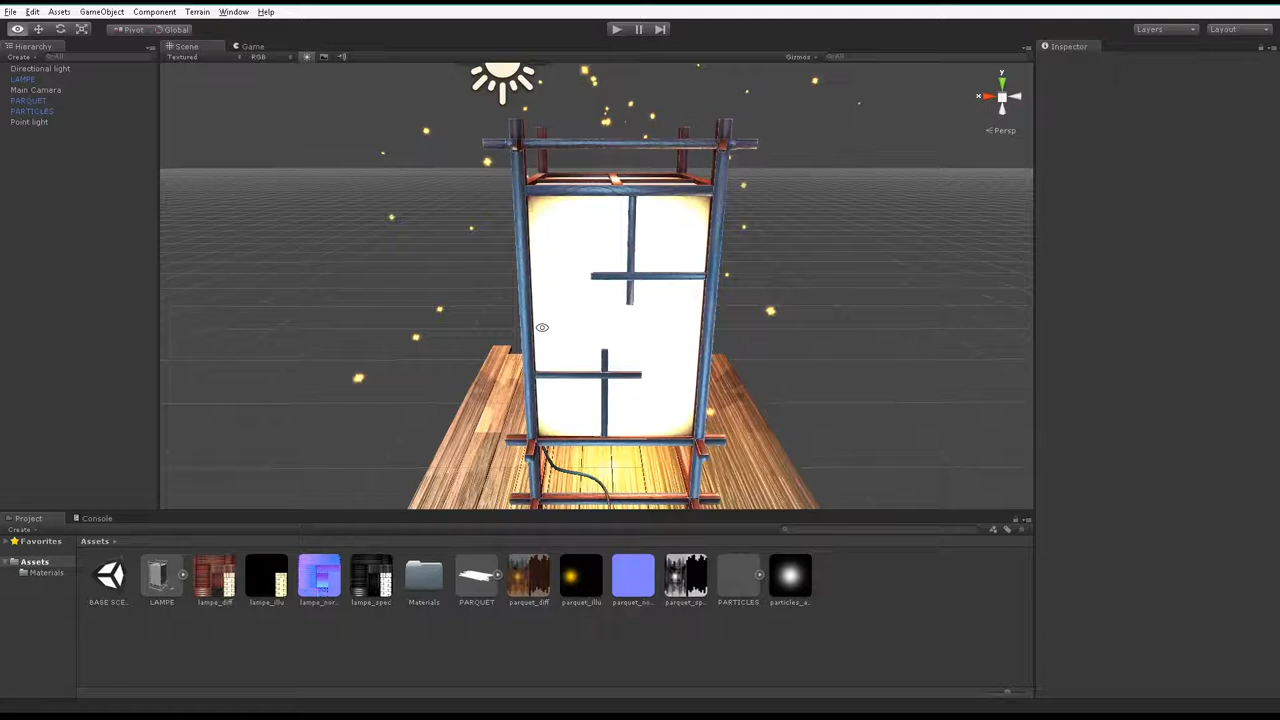 File Edit Assets GameObject Component Terrain Window Help
Pivot Global Layers Layout
Hierarchy Scene Game Inspector
Create All Textured RGB Gizmos All
Directional light
LAMPE
Main Camera
PARQUET
PARTICLES
Point light
y
x
Persp
Project Console
Create
Favorites Assets
Assets
Materials
BASE SCE... LAMPE lampe_diff lampe_illu lampe_nor... lampe_spec Materials PARQUET parquet_diff parquet_illu parquet_no... parquet_sp... PARTICLES particles_a...